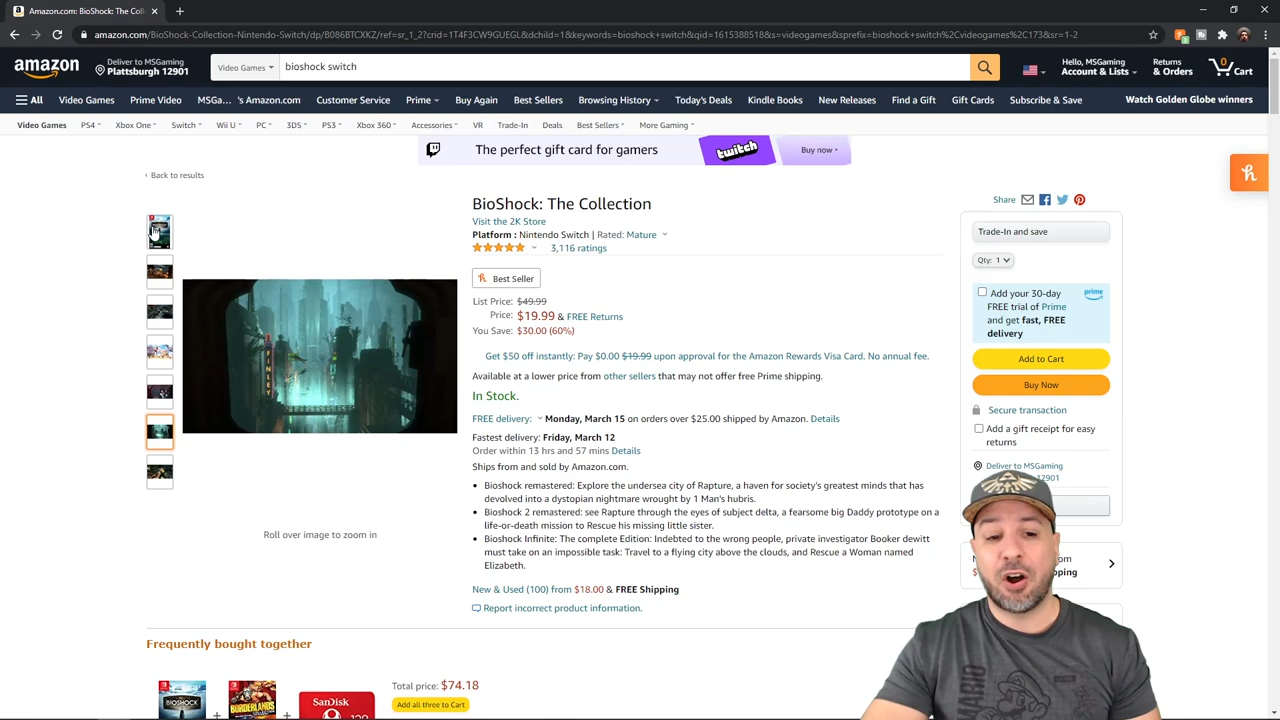 Amazon.com: BioShock: The Coll
amazon.com/BioShock-Collection-Nintendo-Switch/dp/B086BTCXKZ/ref=sr_1_2?crid=1T4F3CW9GUEGL&dchild=1&keywords=bioshock+switch&qid=1615388518&s=videogames&sprefix=bioshock+switch%2Cvideogames%2C173&sr=1-2
amazon
Deliver to MSGaming
Plattsburgh 12901
Video Games
bioshock switch
Hello, MSGaming
Account & Lists
Returns
& Orders
0
Cart
All
Video Games
Prime Video
MSGa... 's Amazon.com
Customer Service
Prime
Buy Again
Best Sellers
Browsing History
Today's Deals
Kindle Books
New Releases
Find a Gift
Gift Cards
Subscribe & Save
Watch Golden Globe winners
Video Games
PS4
Xbox One
Switch
Wii U
PC
3DS
PS3
Xbox 360
Accessories
VR
Trade-In
Deals
Best Sellers
More Gaming
The perfect gift card for gamers
twitch
Buy now
‹ Back to results
BioShock: The Collection
Visit the 2K Store
Platform : Nintendo Switch | Rated: Mature
3,116 ratings
Best Seller
List Price: $49.99
Price: $19.99 & FREE Returns
You Save: $30.00 (60%)
Get $50 off instantly: Pay $0.00 $19.99 upon approval for the Amazon Rewards Visa Card. No annual fee.
Available at a lower price from other sellers that may not offer free Prime shipping.
In Stock.
FREE delivery: Monday, March 15 on orders over $25.00 shipped by Amazon. Details
Fastest delivery: Friday, March 12
Order within 13 hrs and 57 mins Details
Ships from and sold by Amazon.com.
• Bioshock remastered: Explore the undersea city of Rapture, a haven for society's greatest minds that has
devolved into a dystopian nightmare wrought by 1 Man's hubris.
• Bioshock 2 remastered: see Rapture through the eyes of subject delta, a fearsome big Daddy prototype on a
life-or-death mission to Rescue his missing little sister.
• Bioshock Infinite: The complete Edition: Indebted to the wrong people, private investigator Booker dewitt
must take on an impossible task: Travel to a flying city above the clouds, and Rescue a Woman named
Elizabeth.
New & Used (100) from $18.00 & FREE Shipping
Report incorrect product information.
Roll over image to zoom in
Share
Trade-In and save
Qty: 1
Add your 30-day
FREE trial of Prime
and get fast, FREE
delivery
prime
Add to Cart
Buy Now
Secure transaction
Add a gift receipt for easy
returns
Deliver to MSGaming
12901
Frequently bought together
BIOSHOCK
+
BORDERLANDS
+
SanDisk
Total price: $74.18
Add all three to Cart
MARIO